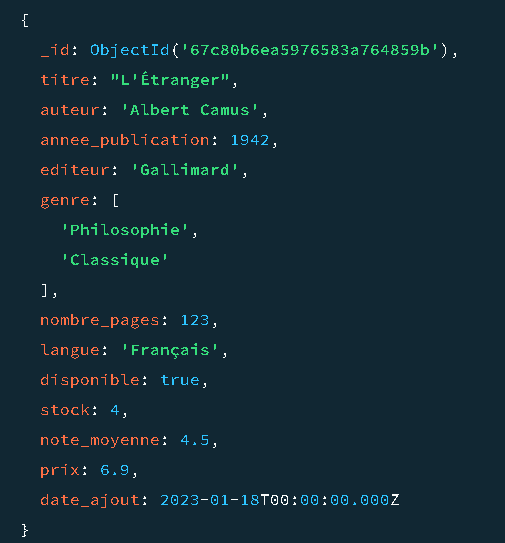 {
_id: ObjectId('67c80b6ea5976583a764859b'),
titre: "L'Étranger",
auteur: 'Albert Camus',
annee_publication: 1942,
editeur: 'Gallimard',
genre: [
'Philosophie',
'Classique'
],
nombre_pages: 123,
langue: 'Français',
disponible: true,
stock: 4,
note_moyenne: 4.5,
prix: 6.9,
date_ajout: 2023-01-18T00:00:00.000Z
}